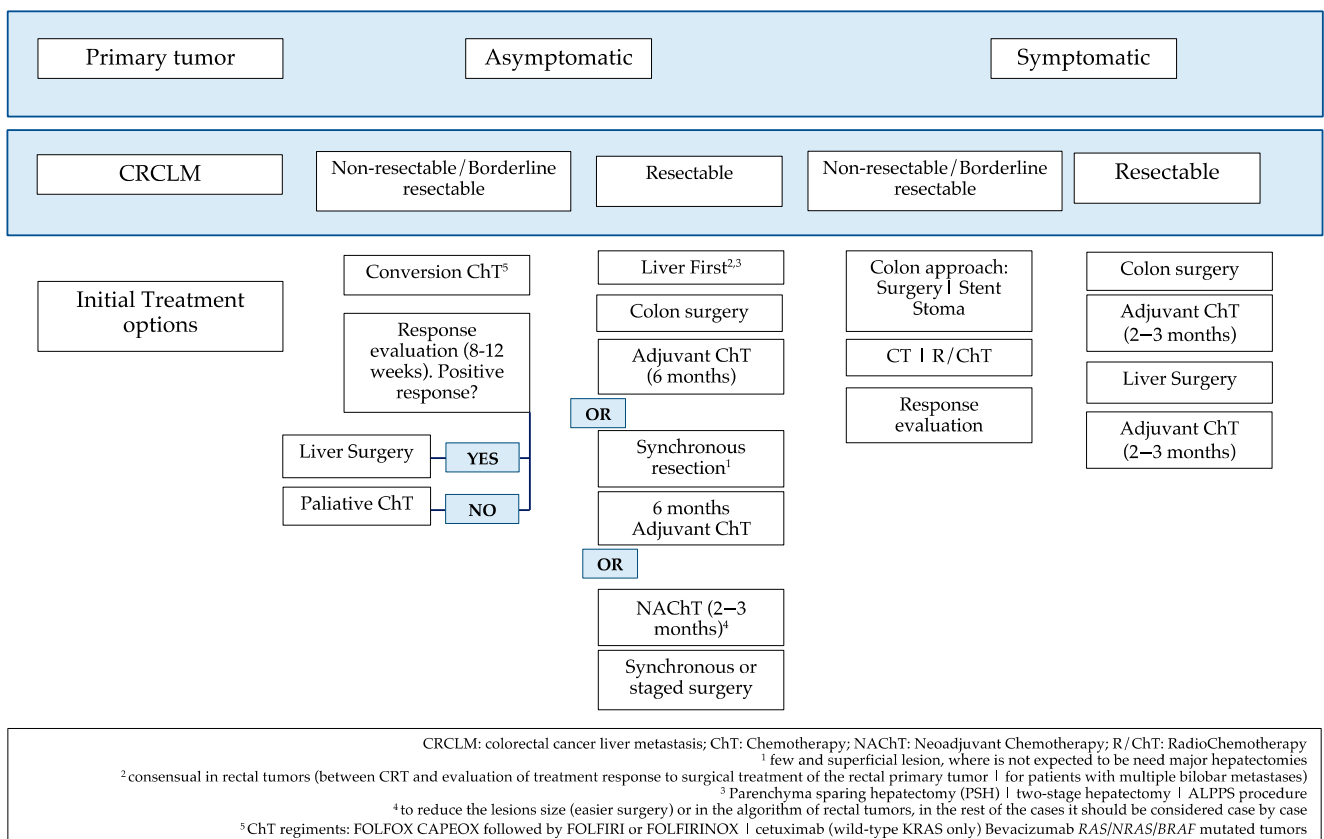 Primary tumor
Asymptomatic
Symptomatic
CRCLM
Non-resectable/Borderline
resectable
Resectable
Non-resectable/Borderline
resectable
Resectable
Initial Treatment
options
Conversion ChT⁵
Response
evaluation (8-12
weeks). Positive
response?
Liver Surgery
YES
Paliative ChT
NO
Liver First²,³
Colon surgery
Adjuvant ChT
(6 months)
OR
Synchronous
resection¹
6 months
Adjuvant ChT
OR
NAChT (2–3
months)⁴
Synchronous or
staged surgery
Colon approach:
Surgery | Stent
Stoma
CT | R/ChT
Response
evaluation
Colon surgery
Adjuvant ChT
(2–3 months)
Liver Surgery
Adjuvant ChT
(2–3 months)
CRCLM: colorectal cancer liver metastasis; ChT: Chemotherapy; NAChT: Neoadjuvant Chemotherapy; R/ChT: RadioChemotherapy
¹ few and superficial lesion, where is not expected to be need major hepatectomies
² consensual in rectal tumors (between CRT and evaluation of treatment response to surgical treatment of the rectal primary tumor | for patients with multiple bilobar metastases)
³ Parenchyma sparing hepatectomy (PSH) | two-stage hepatectomy | ALPPS procedure
⁴ to reduce the lesions size (easier surgery) or in the algorithm of rectal tumors, in the rest of the cases it should be considered case by case
⁵ ChT regiments: FOLFOX CAPEOX followed by FOLFIRI or FOLFIRINOX | cetuximab (wild-type KRAS only) Bevacizumab RAS/NRAS/BRAF mutated tumors